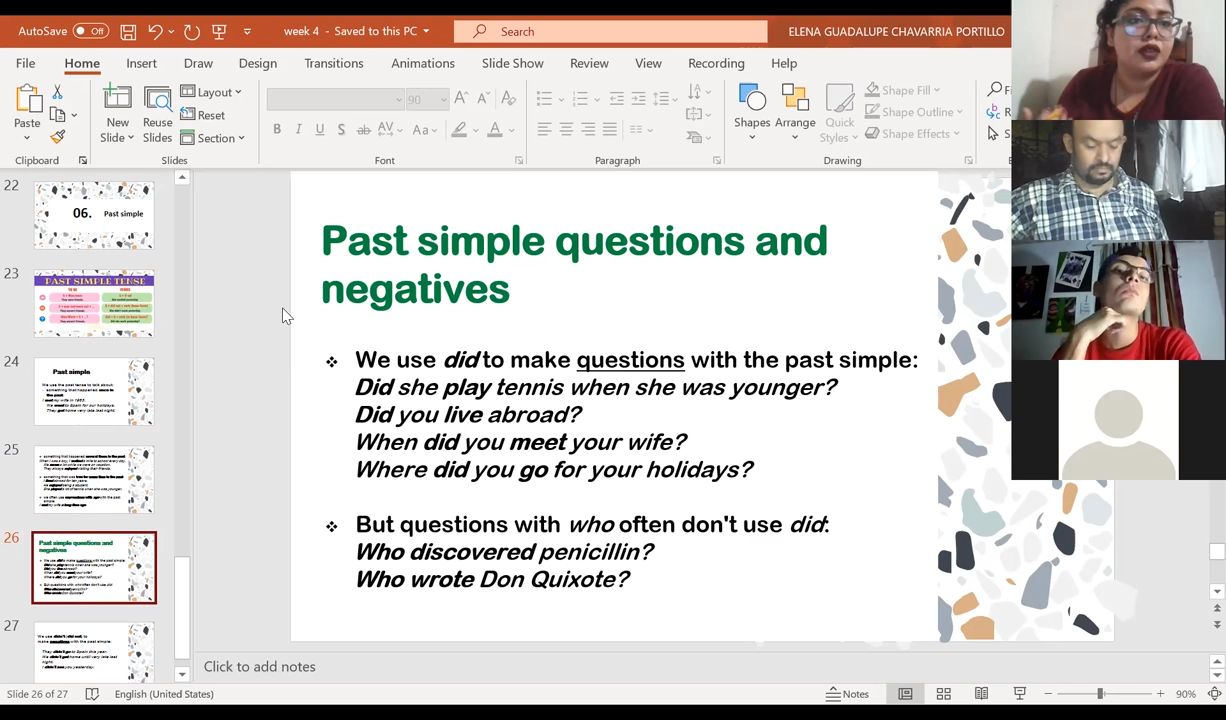 AutoSave Off week 4 - Saved to this PC Search ELENA GUADALUPE CHAVARRIA PORTILLO
File Home Insert Draw Design Transitions Animations Slide Show Review View Recording Help
Paste New Slide Reuse Slides Layout Reset Section 90 Shapes Arrange Quick Styles Shape Fill Shape Outline Shape Effects
Clipboard Slides Font Paragraph Drawing
22
06. Past simple
23
PAST SIMPLE TENSE
24
Past simple
25
26
Past simple questions and
negatives
27
Past simple questions and
negatives
❖ We use did to make questions with the past simple:
Did she play tennis when she was younger?
Did you live abroad?
When did you meet your wife?
Where did you go for your holidays?
❖ But questions with who often don't use did:
Who discovered penicillin?
Who wrote Don Quixote?
Click to add notes
Slide 26 of 27 English (United States) Notes 90%